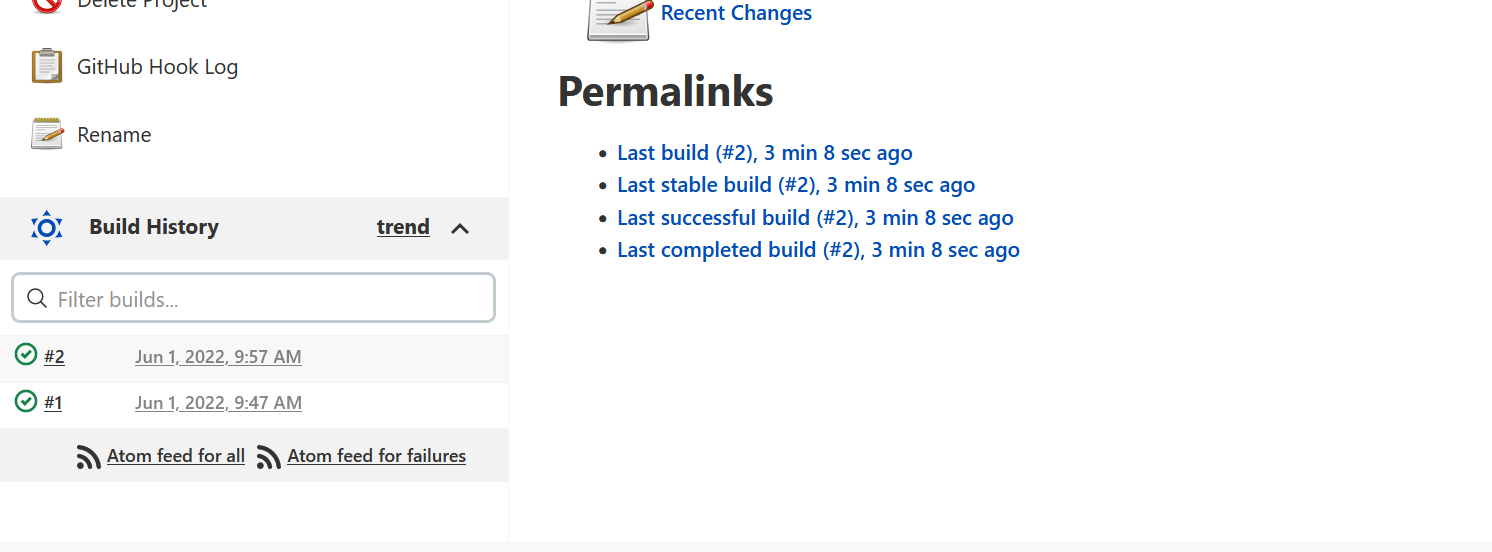 Delete Project
GitHub Hook Log
Rename
Build History trend
Filter builds...
#2 Jun 1, 2022, 9:57 AM
#1 Jun 1, 2022, 9:47 AM
Atom feed for all Atom feed for failures
Recent Changes
Permalinks
Last build (#2), 3 min 8 sec ago
Last stable build (#2), 3 min 8 sec ago
Last successful build (#2), 3 min 8 sec ago
Last completed build (#2), 3 min 8 sec ago